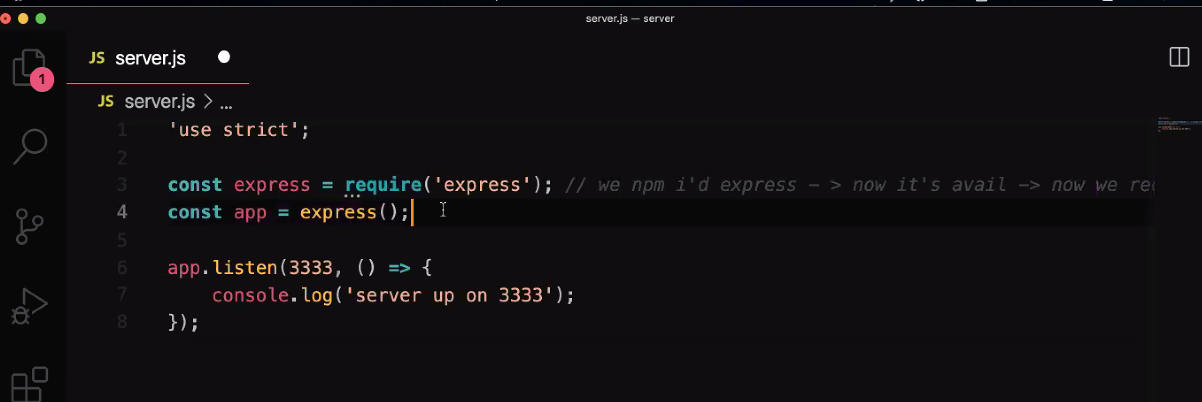 server.js — server
JS server.js
1
JS server.js > ...
1 'use strict';
2
3 const express = require('express'); // we npm i'd express - > now it's avail -> now we
4 const app = express();
5
6 app.listen(3333, () => {
7 console.log('server up on 3333');
8 });